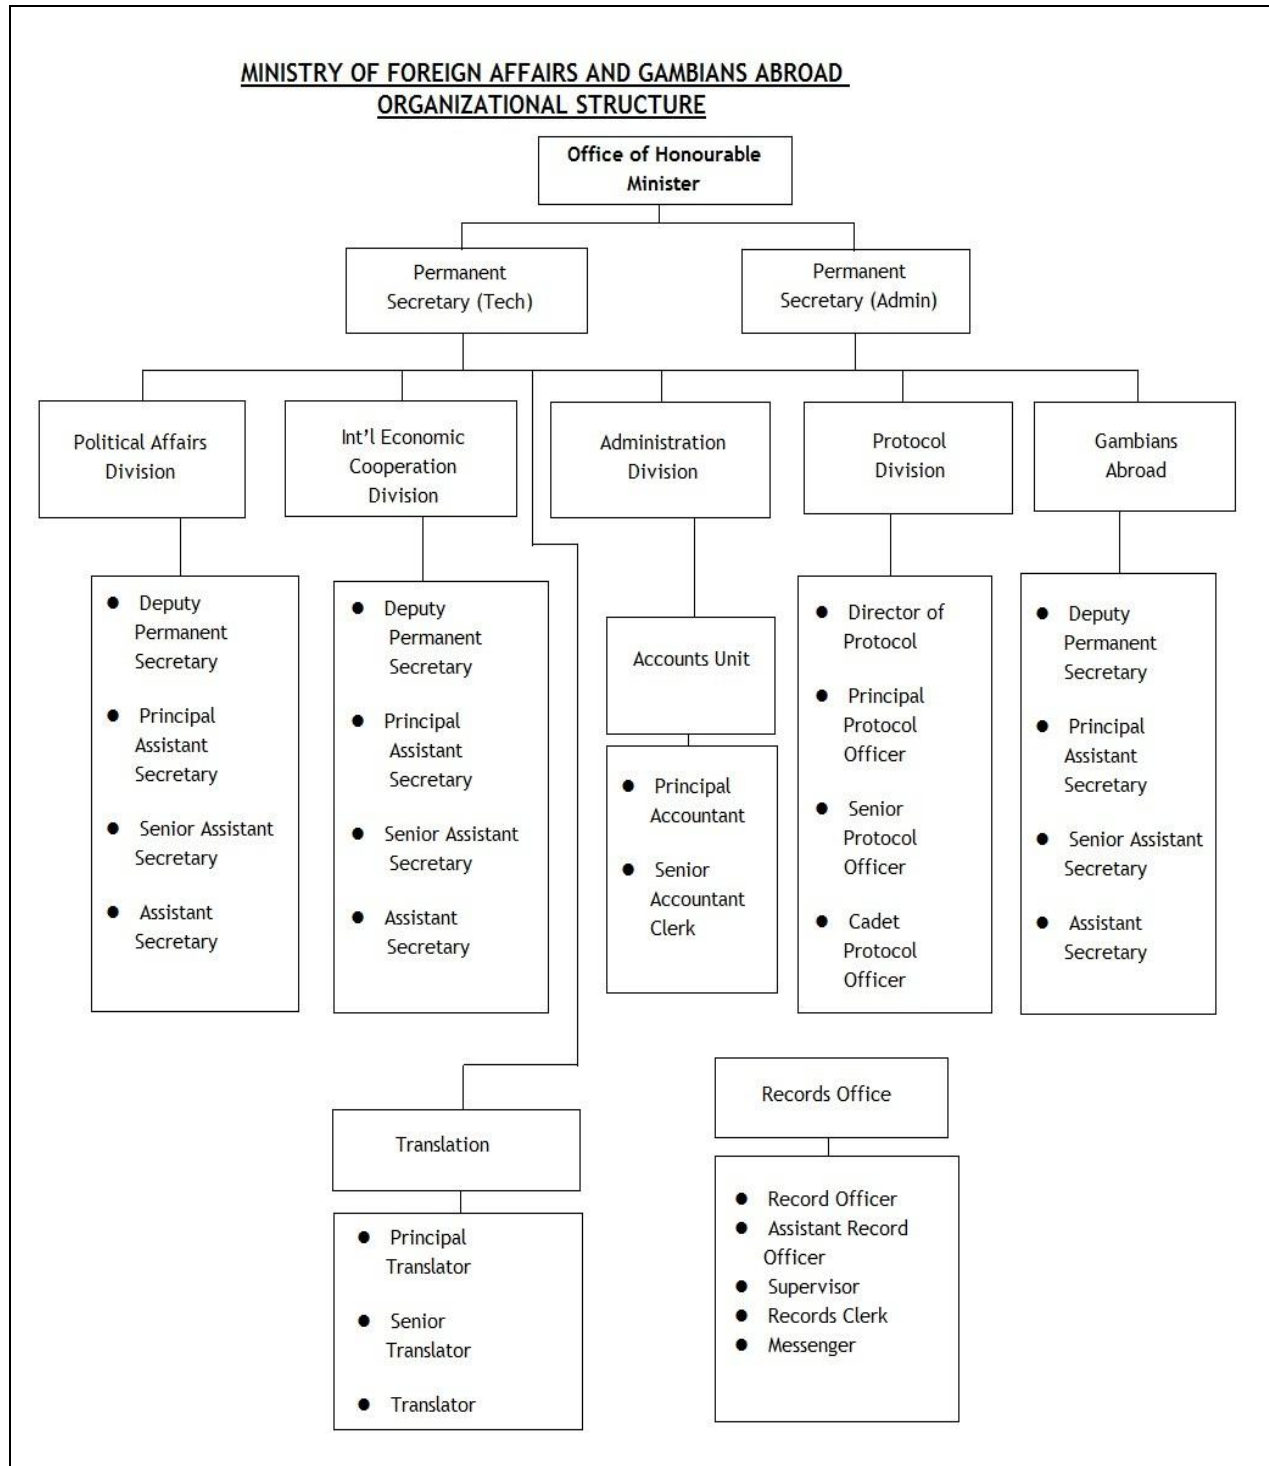 MINISTRY OF FOREIGN AFFAIRS AND GAMBIANS ABROAD
ORGANIZATIONAL STRUCTURE
Office of Honourable
Minister
Permanent
Secretary (Tech)
Permanent
Secretary (Admin)
Political Affairs
Division
Int'l Economic
Cooperation
Division
Administration
Division
Protocol
Division
Gambians
Abroad
● Deputy
Permanent
Secretary
● Principal
Assistant
Secretary
● Senior Assistant
Secretary
● Assistant
Secretary
● Deputy
Permanent
Secretary
● Principal
Assistant
Secretary
● Senior Assistant
Secretary
● Assistant
Secretary
Accounts Unit
● Principal
Accountant
● Senior
Accountant
Clerk
● Director of
Protocol
● Principal
Protocol
Officer
● Senior
Protocol
Officer
● Cadet
Protocol
Officer
● Deputy
Permanent
Secretary
● Principal
Assistant
Secretary
● Senior Assistant
Secretary
● Assistant
Secretary
Translation
● Principal
Translator
● Senior
Translator
● Translator
Records Office
● Record Officer
● Assistant Record
Officer
● Supervisor
● Records Clerk
● Messenger